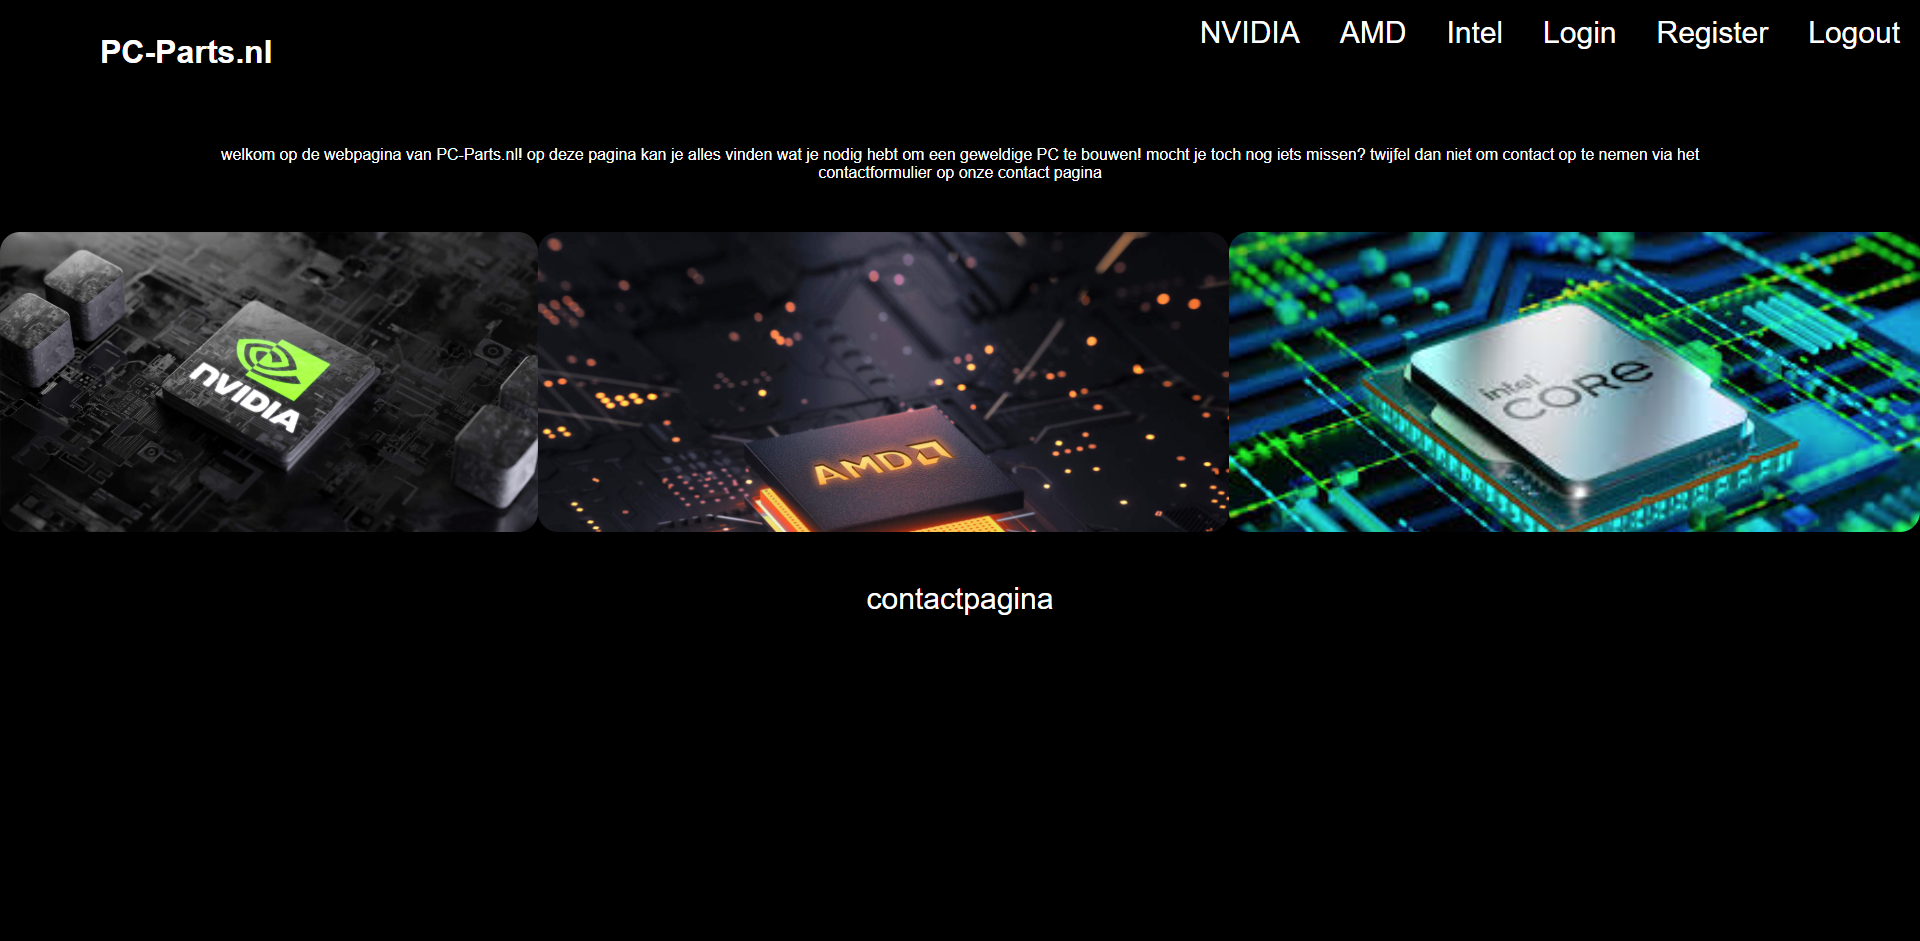 PC-Parts.nl
NVIDIA AMD Intel Login Register Logout
welkom op de webpagina van PC-Parts.nl! op deze pagina kan je alles vinden wat je nodig hebt om een geweldige PC te bouwen! mocht je toch nog iets missen? twijfel dan niet om contact op te nemen via het
contactformulier op onze contact pagina
NVIDIA
AMD
intel
CORE
contactpagina